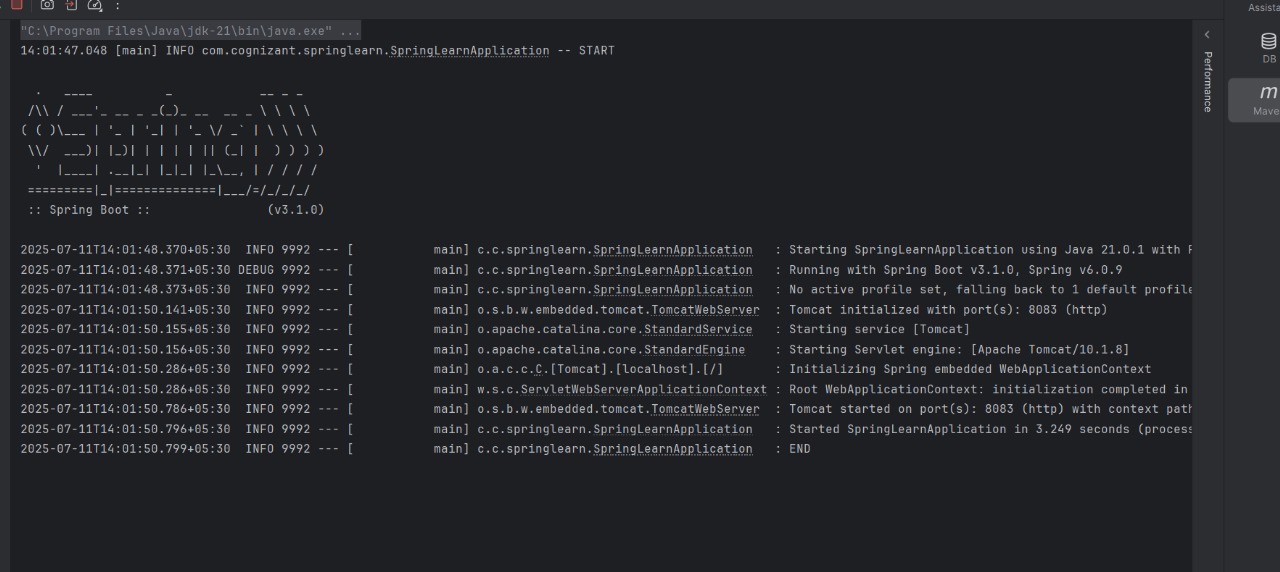 "C:\Program Files\Java\jdk-21\bin\java.exe" ...
14:01:47.048 [main] INFO com.cognizant.springlearn.SpringLearnApplication -- START
  .   ____          _            __ _ _
 /\\ / ___'_ __ _ _(_)_ __  __ _ \ \ \ \
( ( )\___ | '_ | '_| | '_ \/ _` | \ \ \ \
 \\/  ___)| |_)| | | | | || (_| |  ) ) ) )
  '  |____| .__|_| |_|_| |_\__, | / / / /
 =========|_|==============|___/=/_/_/_/
 :: Spring Boot ::                (v3.1.0)
2025-07-11T14:01:48.370+05:30  INFO 9992 --- [           main] c.c.springlearn.SpringLearnApplication   : Starting SpringLearnApplication using Java 21.0.1 with
2025-07-11T14:01:48.371+05:30 DEBUG 9992 --- [           main] c.c.springlearn.SpringLearnApplication   : Running with Spring Boot v3.1.0, Spring v6.0.9
2025-07-11T14:01:48.373+05:30  INFO 9992 --- [           main] c.c.springlearn.SpringLearnApplication   : No active profile set, falling back to 1 default profile
2025-07-11T14:01:50.141+05:30  INFO 9992 --- [           main] o.s.b.w.embedded.tomcat.TomcatWebServer  : Tomcat initialized with port(s): 8083 (http)
2025-07-11T14:01:50.155+05:30  INFO 9992 --- [           main] o.apache.catalina.core.StandardService   : Starting service [Tomcat]
2025-07-11T14:01:50.156+05:30  INFO 9992 --- [           main] o.apache.catalina.core.StandardEngine    : Starting Servlet engine: [Apache Tomcat/10.1.8]
2025-07-11T14:01:50.286+05:30  INFO 9992 --- [           main] o.a.c.c.C.[Tomcat].[localhost].[/]       : Initializing Spring embedded WebApplicationContext
2025-07-11T14:01:50.286+05:30  INFO 9992 --- [           main] w.s.c.ServletWebServerApplicationContext : Root WebApplicationContext: initialization completed in
2025-07-11T14:01:50.786+05:30  INFO 9992 --- [           main] o.s.b.w.embedded.tomcat.TomcatWebServer  : Tomcat started on port(s): 8083 (http) with context path
2025-07-11T14:01:50.796+05:30  INFO 9992 --- [           main] c.c.springlearn.SpringLearnApplication   : Started SpringLearnApplication in 3.249 seconds (process
2025-07-11T14:01:50.799+05:30  INFO 9992 --- [           main] c.c.springlearn.SpringLearnApplication   : END
Performance
Assista
DB
m
Mave